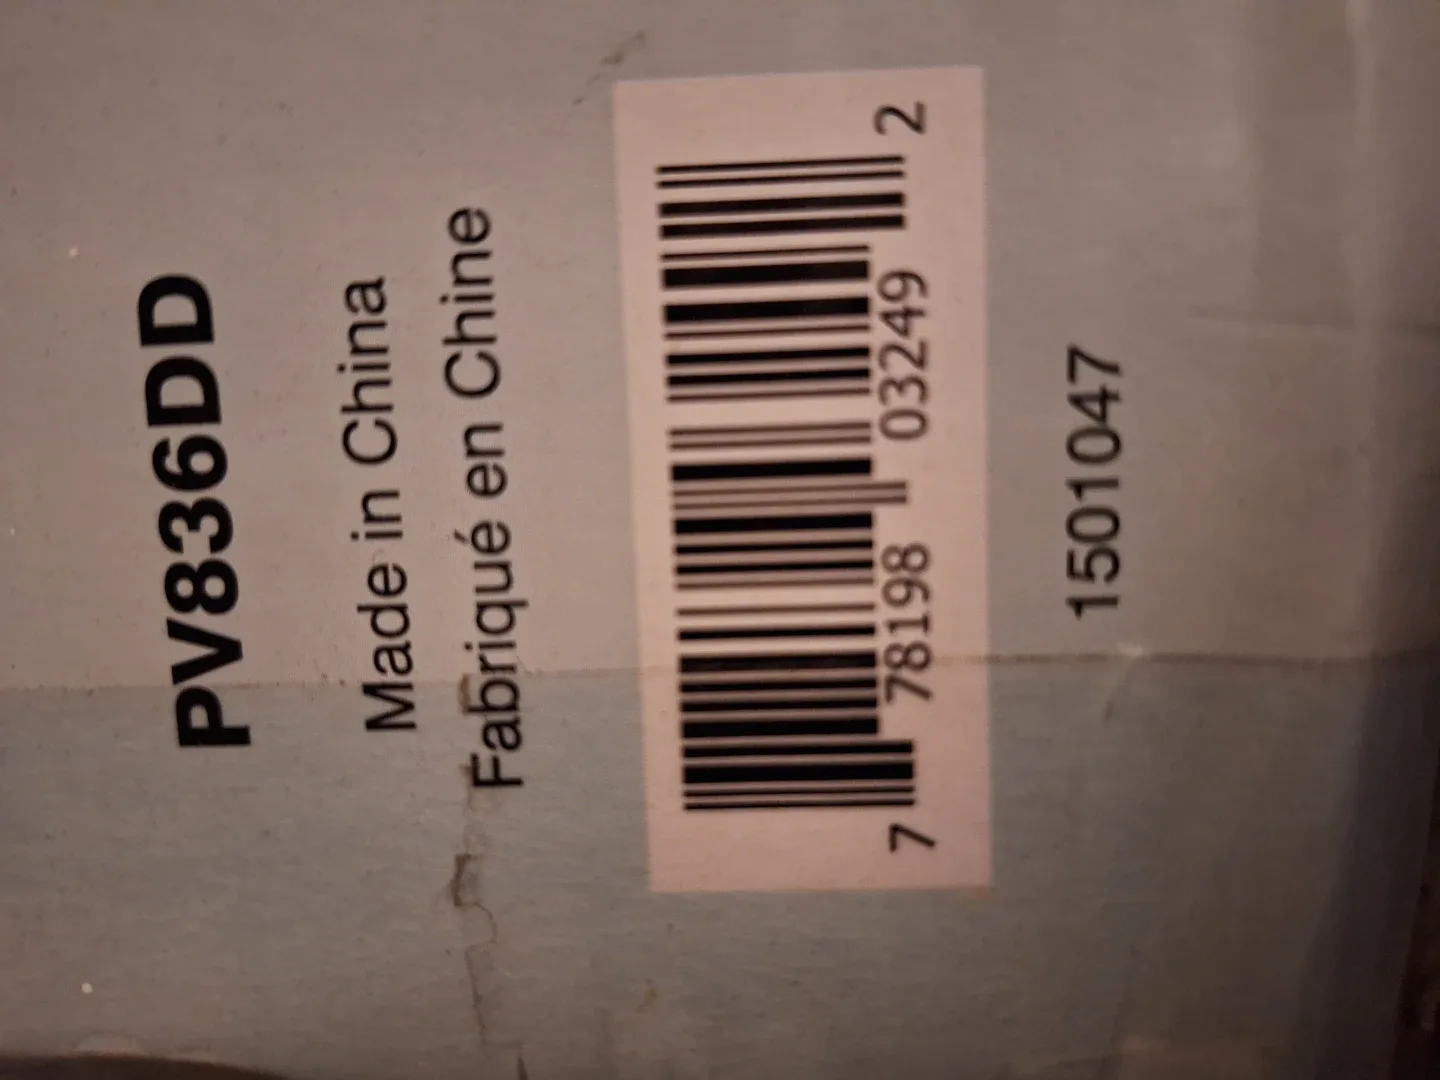 PV836DD
Made in China
Fabriqué en Chine
7 78198 03249 2
1501047